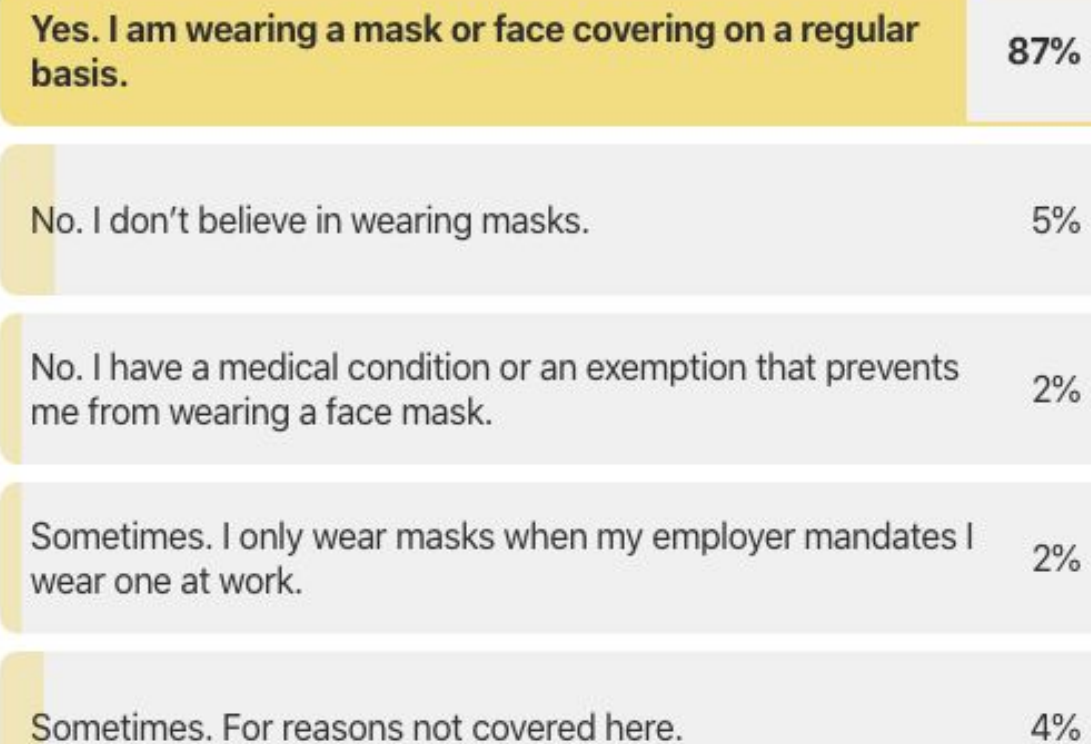 Yes. I am wearing a mask or face covering on a regular
basis.
87%
No. I don't believe in wearing masks.
5%
No. I have a medical condition or an exemption that prevents
me from wearing a face mask.
2%
Sometimes. I only wear masks when my employer mandates I
wear one at work.
2%
Sometimes. For reasons not covered here.
4%